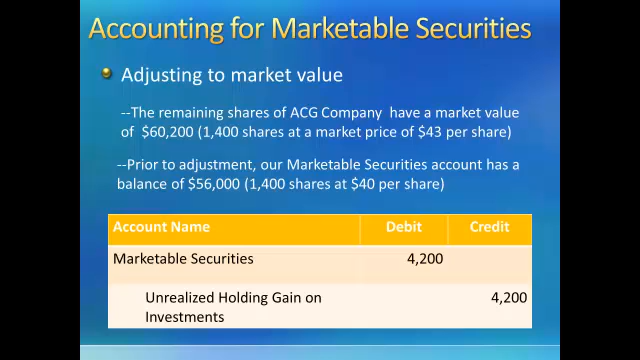 Accounting for Marketable Securities
Adjusting to market value
--The remaining shares of ACG Company have a market value
of $60,200 (1,400 shares at a market price of $43 per share)
--Prior to adjustment, our Marketable Securities account has a
balance of $56,000 (1,400 shares at $40 per share)
Account Name Debit Credit
Marketable Securities 4,200
Unrealized Holding Gain on 4,200
Investments